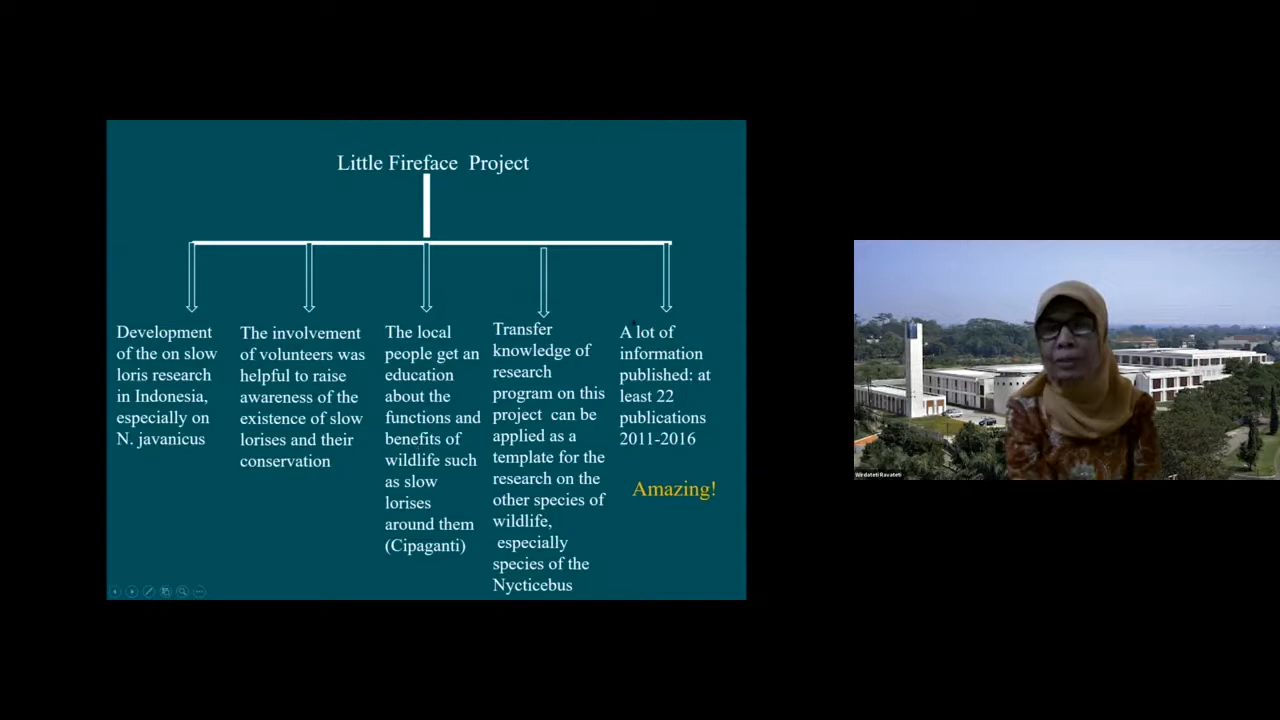 Little Fireface Project
Development
of the on slow
loris research
in Indonesia,
especially on
N. javanicus
The involvement
of volunteers was
helpful to raise
awareness of the
existence of slow
lorises and their
conservation
The local
people get an
education
about the
functions and
benefits of
wildlife such
as slow
lorises
around them
(Cipaganti)
Transfer
knowledge of
research
program on this
project can be
applied as a
template for the
research on the
other species of
wildlife,
especially
species of the
Nycticebus
A lot of
information
published: at
least 22
publications
2011-2016
Amazing!
Wirdateti Ravateti